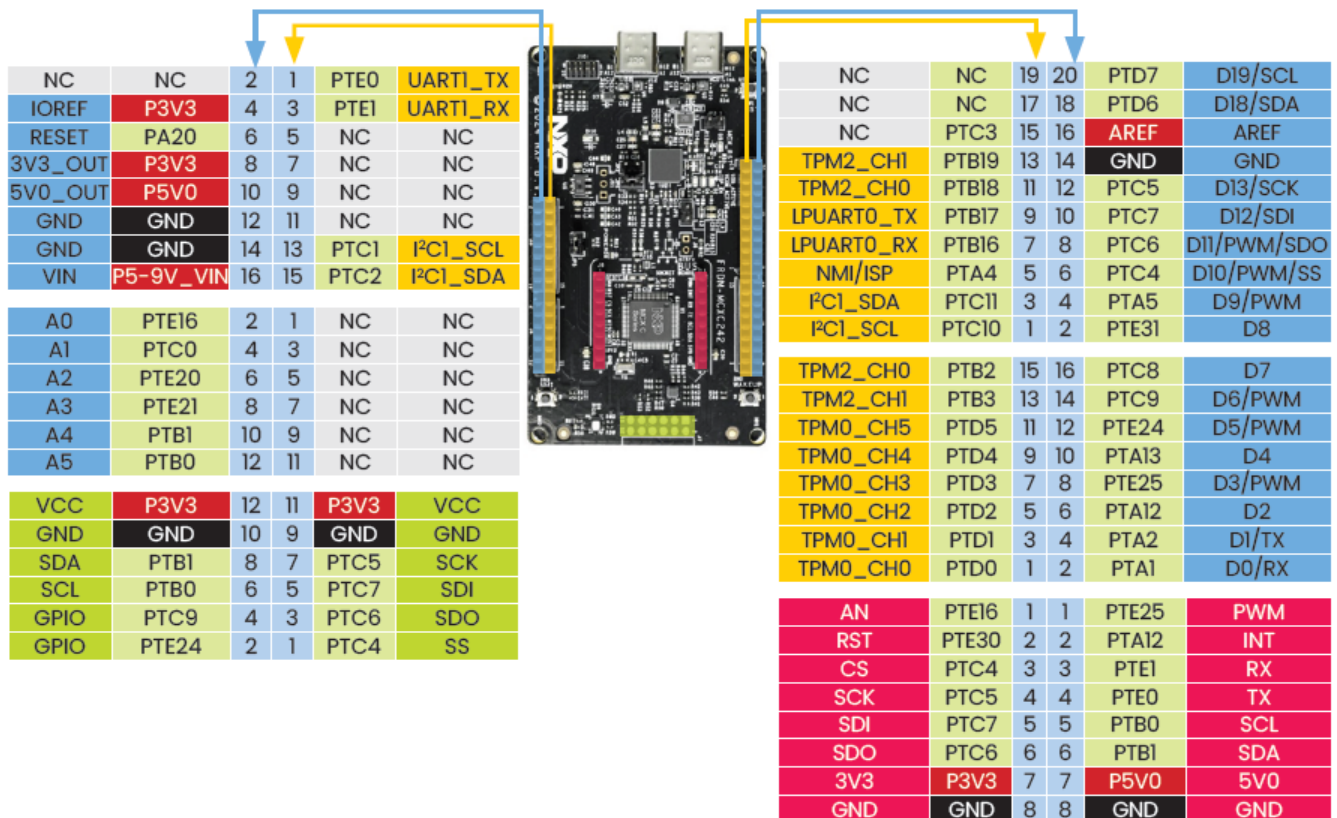 NC NC 2 1 PTE0 UART1_TX
IOREF P3V3 4 3 PTE1 UART1_RX
RESET PA20 6 5 NC NC
3V3_OUT P3V3 8 7 NC NC
5V0_OUT P5V0 10 9 NC NC
GND GND 12 11 NC NC
GND GND 14 13 PTC1 I²C1_SCL
VIN P5-9V_VIN 16 15 PTC2 I²C1_SDA
A0 PTE16 2 1 NC NC
A1 PTC0 4 3 NC NC
A2 PTE20 6 5 NC NC
A3 PTE21 8 7 NC NC
A4 PTB1 10 9 NC NC
A5 PTB0 12 11 NC NC
VCC P3V3 12 11 P3V3 VCC
GND GND 10 9 GND GND
SDA PTB1 8 7 PTC5 SCK
SCL PTB0 6 5 PTC7 SDI
GPIO PTC9 4 3 PTC6 SDO
GPIO PTE24 2 1 PTC4 SS
NXP
FRDM-MCXC242
WAKEUP
NC NC 19 20 PTD7 D19/SCL
NC NC 17 18 PTD6 D18/SDA
NC PTC3 15 16 AREF AREF
TPM2_CH1 PTB19 13 14 GND GND
TPM2_CH0 PTB18 11 12 PTC5 D13/SCK
LPUART0_TX PTB17 9 10 PTC7 D12/SDI
LPUART0_RX PTB16 7 8 PTC6 D11/PWM/SDO
NMI/ISP PTA4 5 6 PTC4 D10/PWM/SS
I²C1_SDA PTC11 3 4 PTA5 D9/PWM
I²C1_SCL PTC10 1 2 PTE31 D8
TPM2_CH0 PTB2 15 16 PTC8 D7
TPM2_CH1 PTB3 13 14 PTC9 D6/PWM
TPM0_CH5 PTD5 11 12 PTE24 D5/PWM
TPM0_CH4 PTD4 9 10 PTA13 D4
TPM0_CH3 PTD3 7 8 PTE25 D3/PWM
TPM0_CH2 PTD2 5 6 PTA12 D2
TPM0_CH1 PTD1 3 4 PTA2 D1/TX
TPM0_CH0 PTD0 1 2 PTA1 D0/RX
AN PTE16 1 1 PTE25 PWM
RST PTE30 2 2 PTA12 INT
CS PTC4 3 3 PTE1 RX
SCK PTC5 4 4 PTE0 TX
SDI PTC7 5 5 PTB0 SCL
SDO PTC6 6 6 PTB1 SDA
3V3 P3V3 7 7 P5V0 5V0
GND GND 8 8 GND GND